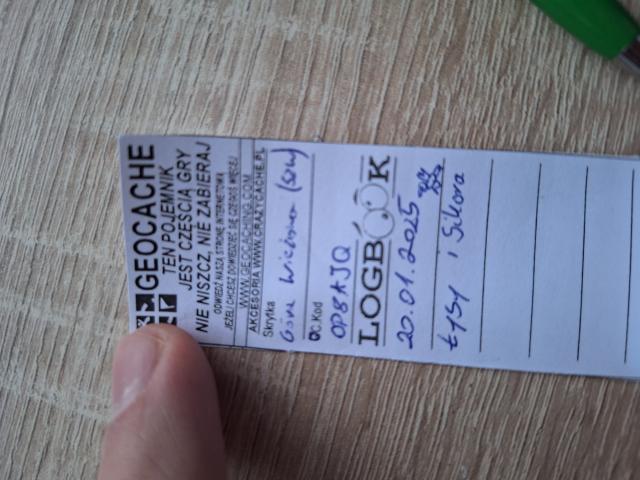 GEOCACHE
TEN POJEMNIK
JEST CZĘŚCIĄ GRY
NIE NISZCZ, NIE ZABIERAJ
ODWIEDŹ NASZĄ STRONĘ INTERNETOWĄ
JEŻELI CHCESZ DOWIEDZIEĆ SIĘ CZEGOŚ WIĘCEJ
WWW.GEOCACHING.COM
AKCESORIA WWW.CRAZYCACHE.PL
Skrytka
Góra
OC.Kod
OP8AJQ
LOGBOOK
20.01.2025
ŁYSY i Sikora